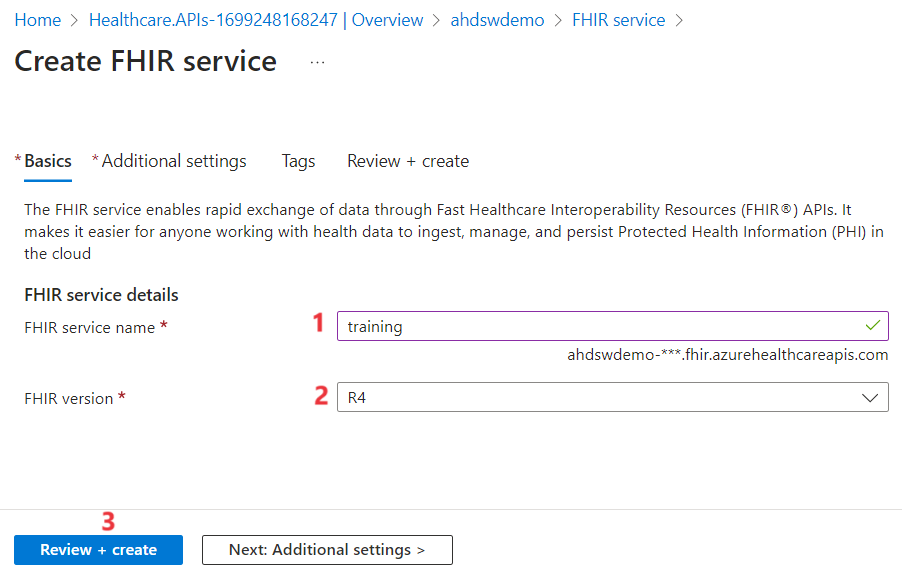 Home > Healthcare.APIs-1699248168247 | Overview > ahdswdemo > FHIR service >
Create FHIR service ...
*Basics *Additional settings Tags Review + create
The FHIR service enables rapid exchange of data through Fast Healthcare Interoperability Resources (FHIR®) APIs. It
makes it easier for anyone working with health data to ingest, manage, and persist Protected Health Information (PHI) in
the cloud
FHIR service details
FHIR service name * 1 training
ahdswdemo-***.fhir.azurehealthcareapis.com
FHIR version * 2 R4
3
Review + create Next: Additional settings >